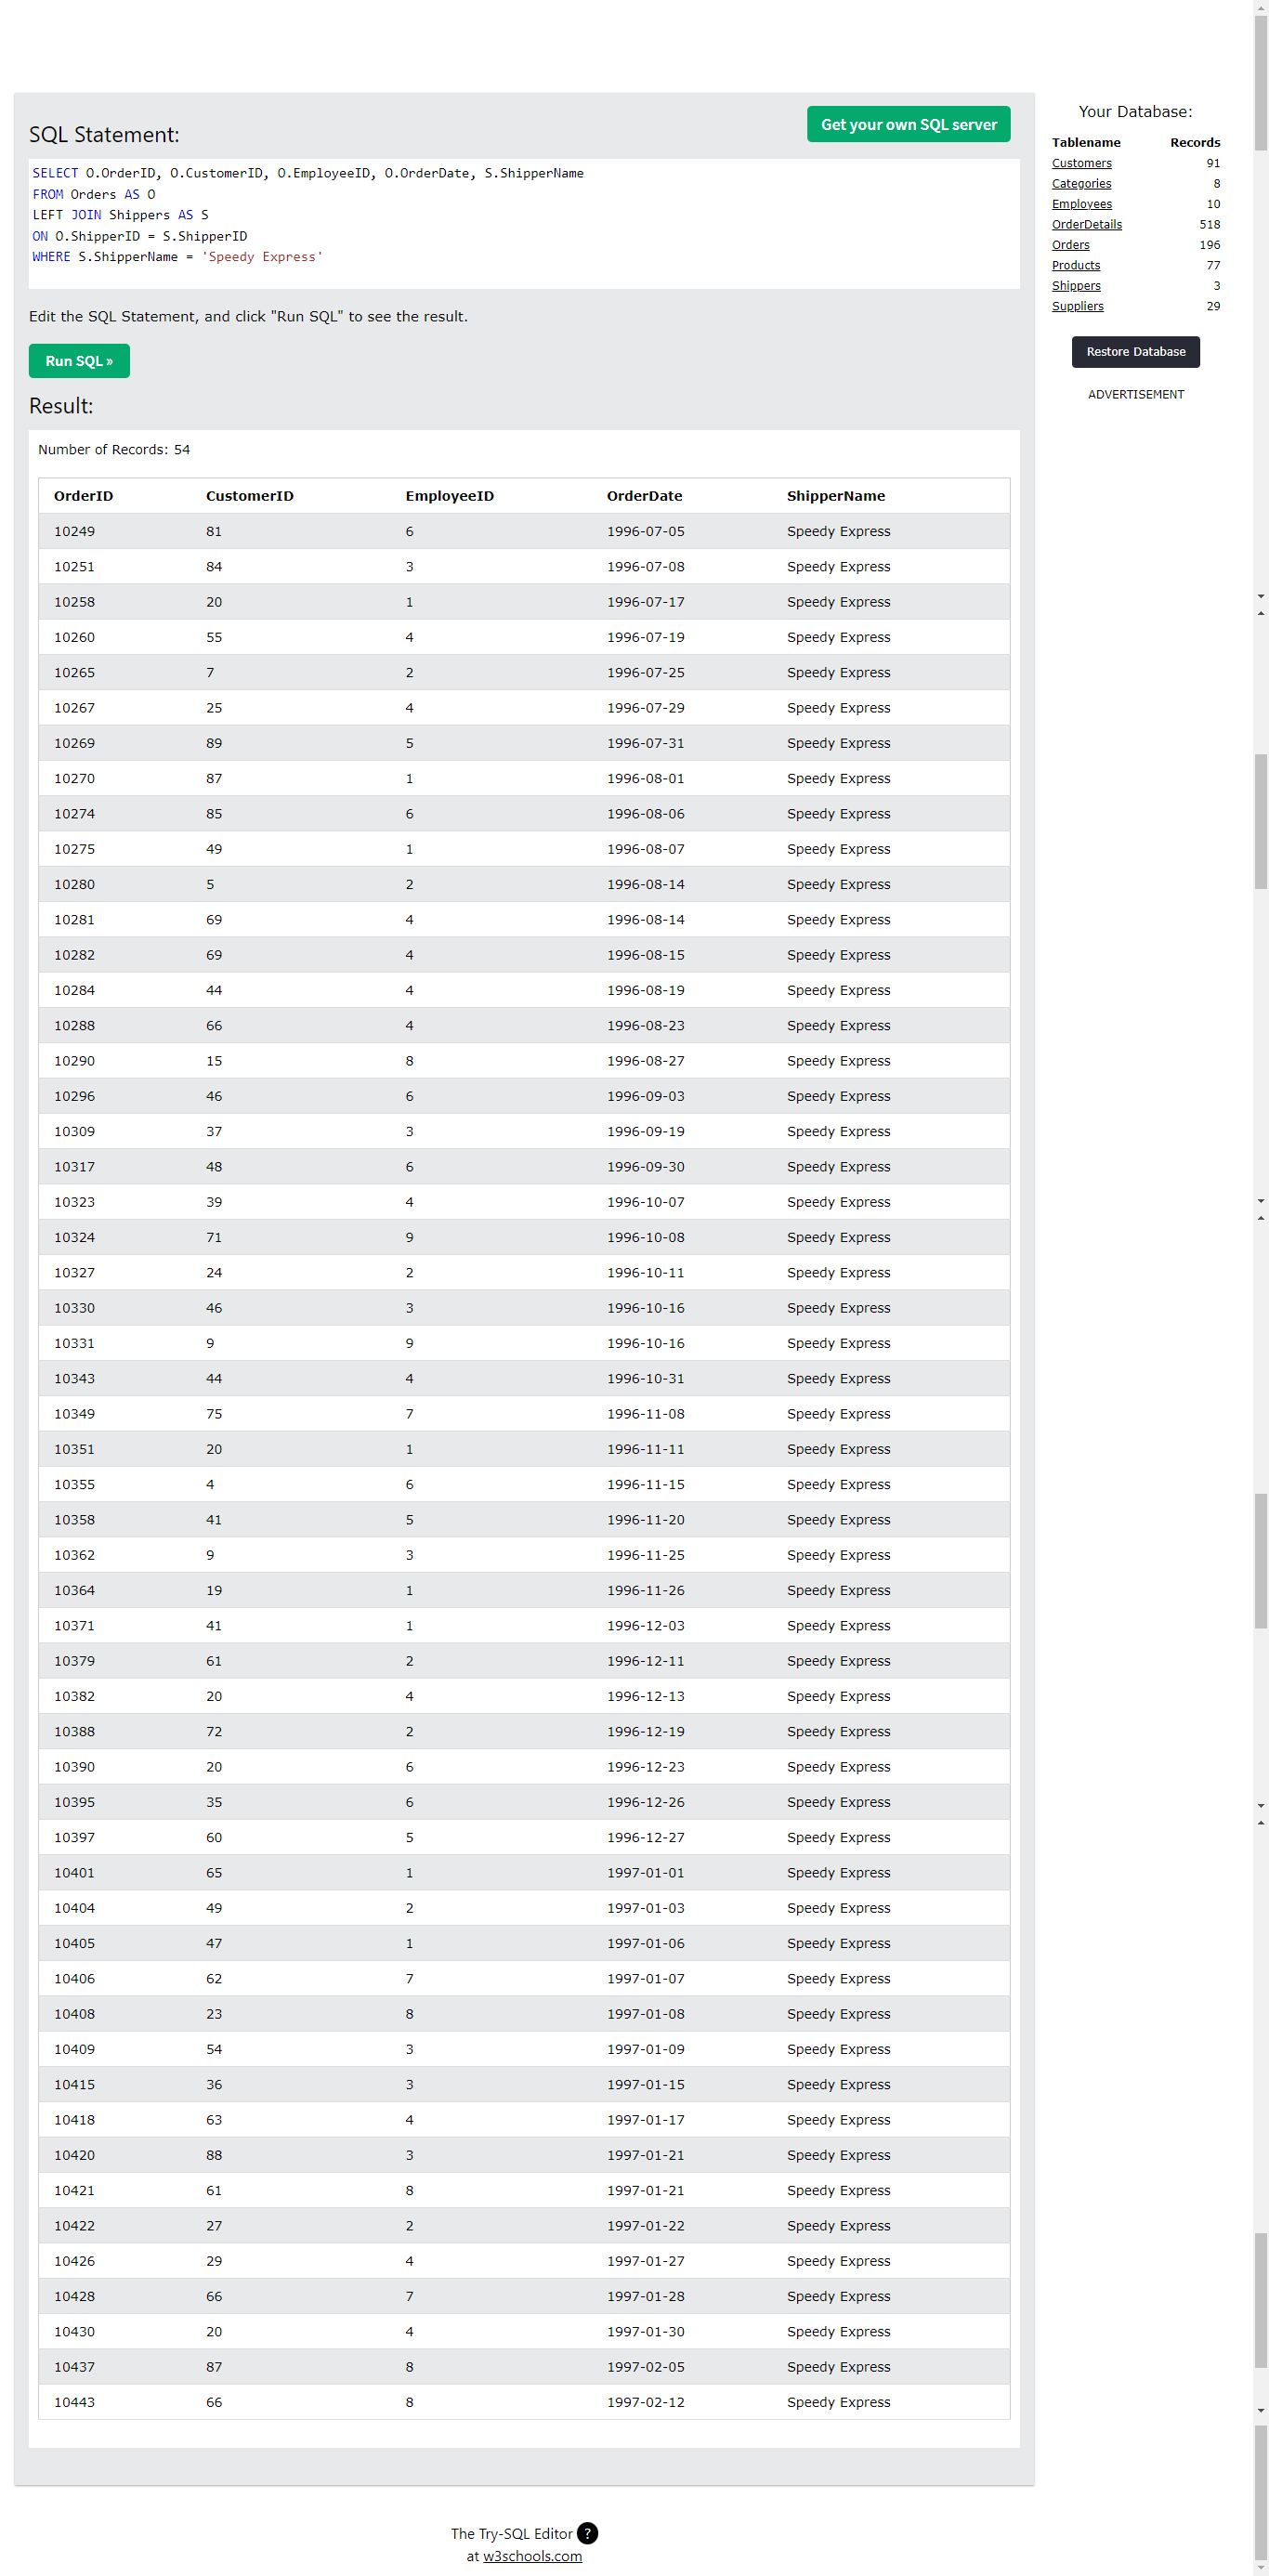 Get your own SQL server
SQL Statement:
SELECT O.OrderID, O.CustomerID, O.EmployeeID, O.OrderDate, S.ShipperName
FROM Orders AS O
LEFT JOIN Shippers AS S
ON O.ShipperID = S.ShipperID
WHERE S.ShipperName = 'Speedy Express'
Edit the SQL Statement, and click "Run SQL" to see the result.
Run SQL »
Result:
Number of Records: 54
OrderID CustomerID EmployeeID OrderDate ShipperName
10249 81 6 1996-07-05 Speedy Express
10251 84 3 1996-07-08 Speedy Express
10258 20 1 1996-07-17 Speedy Express
10260 55 4 1996-07-19 Speedy Express
10265 7 2 1996-07-25 Speedy Express
10267 25 4 1996-07-29 Speedy Express
10269 89 5 1996-07-31 Speedy Express
10270 87 1 1996-08-01 Speedy Express
10274 85 6 1996-08-06 Speedy Express
10275 49 1 1996-08-07 Speedy Express
10280 5 2 1996-08-14 Speedy Express
10281 69 4 1996-08-14 Speedy Express
10282 69 4 1996-08-15 Speedy Express
10284 44 4 1996-08-19 Speedy Express
10288 66 4 1996-08-23 Speedy Express
10290 15 8 1996-08-27 Speedy Express
10296 46 6 1996-09-03 Speedy Express
10309 37 3 1996-09-19 Speedy Express
10317 48 6 1996-09-30 Speedy Express
10323 39 4 1996-10-07 Speedy Express
10324 71 9 1996-10-08 Speedy Express
10327 24 2 1996-10-11 Speedy Express
10330 46 3 1996-10-16 Speedy Express
10331 9 9 1996-10-16 Speedy Express
10343 44 4 1996-10-31 Speedy Express
10349 75 7 1996-11-08 Speedy Express
10351 20 1 1996-11-11 Speedy Express
10355 4 6 1996-11-15 Speedy Express
10358 41 5 1996-11-20 Speedy Express
10362 9 3 1996-11-25 Speedy Express
10364 19 1 1996-11-26 Speedy Express
10371 41 1 1996-12-03 Speedy Express
10379 61 2 1996-12-11 Speedy Express
10382 20 4 1996-12-13 Speedy Express
10388 72 2 1996-12-19 Speedy Express
10390 20 6 1996-12-23 Speedy Express
10395 35 6 1996-12-26 Speedy Express
10397 60 5 1996-12-27 Speedy Express
10401 65 1 1997-01-01 Speedy Express
10404 49 2 1997-01-03 Speedy Express
10405 47 1 1997-01-06 Speedy Express
10406 62 7 1997-01-07 Speedy Express
10408 23 8 1997-01-08 Speedy Express
10409 54 3 1997-01-09 Speedy Express
10415 36 3 1997-01-15 Speedy Express
10418 63 4 1997-01-17 Speedy Express
10420 88 3 1997-01-21 Speedy Express
10421 61 8 1997-01-21 Speedy Express
10422 27 2 1997-01-22 Speedy Express
10426 29 4 1997-01-27 Speedy Express
10428 66 7 1997-01-28 Speedy Express
10430 20 4 1997-01-30 Speedy Express
10437 87 8 1997-02-05 Speedy Express
10443 66 8 1997-02-12 Speedy Express
The Try-SQL Editor ?
at w3schools.com
Your Database:
Tablename Records
Customers 91
Categories 8
Employees 10
OrderDetails 518
Orders 196
Products 77
Shippers 3
Suppliers 29
Restore Database
ADVERTISEMENT